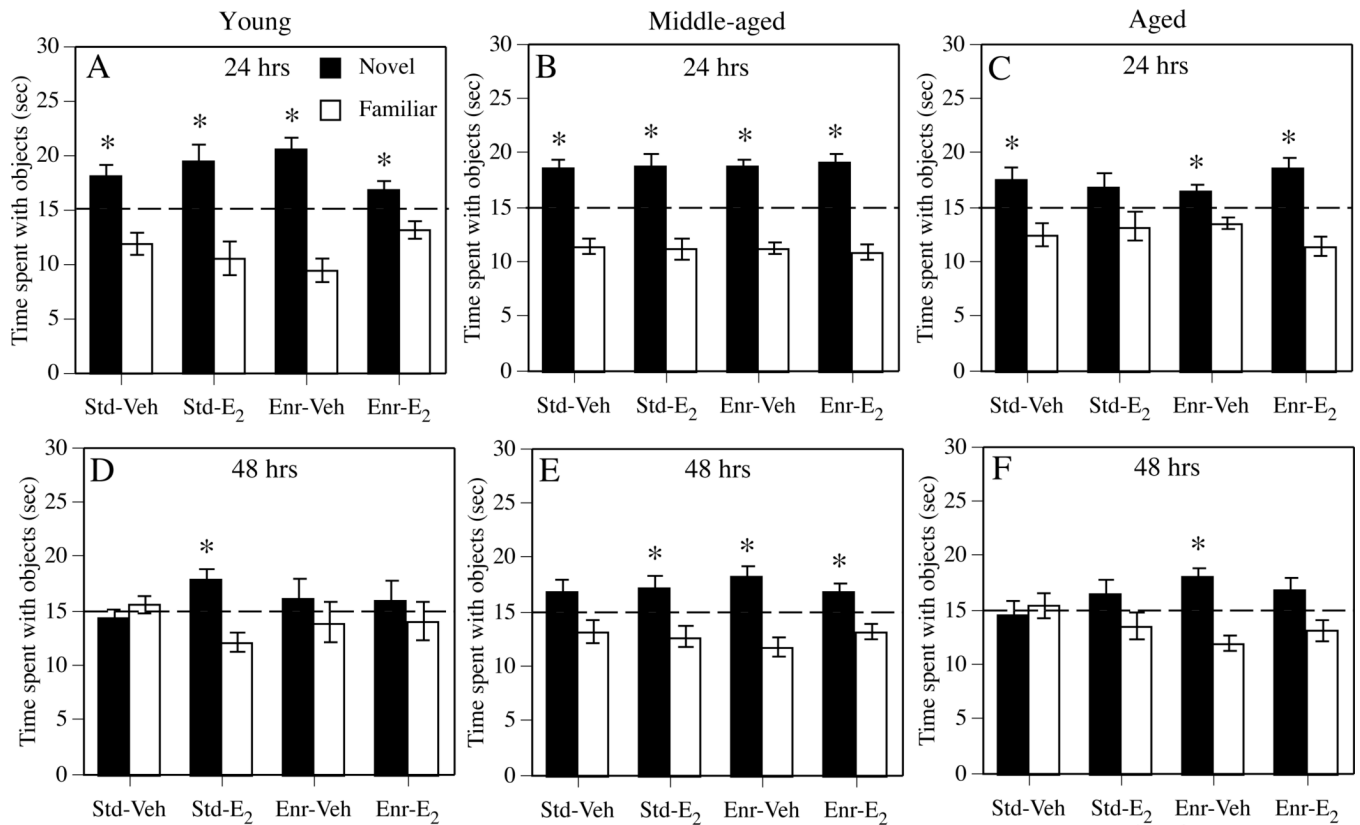 Young
Middle-aged
Aged
A
24 hrs
Novel
Familiar
Time spent with objects (sec)
30
25
20
15
10
5
0
*
*
*
*
Std-Veh
Std-E2
Enr-Veh
Enr-E2
B
24 hrs
Time spent with objects (sec)
30
25
20
15
10
5
0
*
*
*
*
Std-Veh
Std-E2
Enr-Veh
Enr-E2
C
24 hrs
Time spent with objects (sec)
30
25
20
15
10
5
0
*
*
*
Std-Veh
Std-E2
Enr-Veh
Enr-E2
D
48 hrs
Time spent with objects (sec)
30
25
20
15
10
5
0
*
Std-Veh
Std-E2
Enr-Veh
Enr-E2
E
48 hrs
Time spent with objects (sec)
30
25
20
15
10
5
0
*
*
*
Std-Veh
Std-E2
Enr-Veh
Enr-E2
F
48 hrs
Time spent with objects (sec)
30
25
20
15
10
5
0
*
Std-Veh
Std-E2
Enr-Veh
Enr-E2